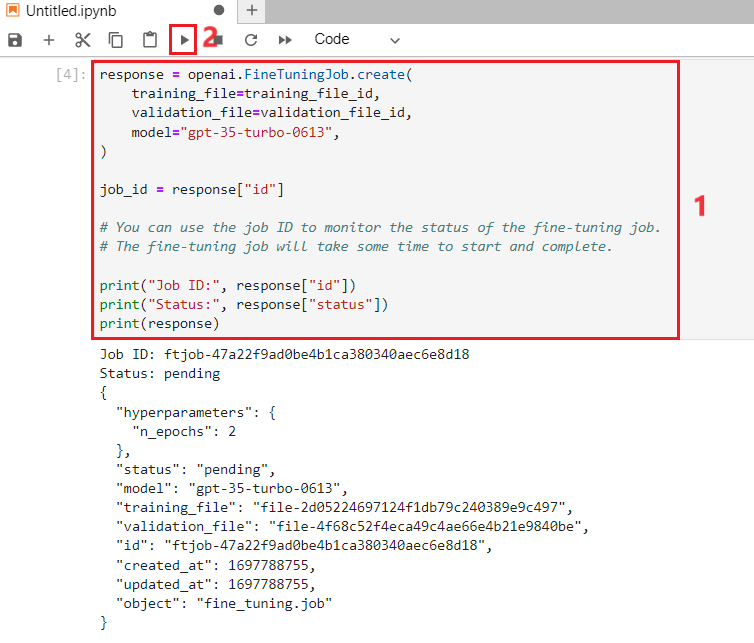 Untitled.ipynb
2
Code
[4]:
response = openai.FineTuningJob.create(
    training_file=training_file_id,
    validation_file=validation_file_id,
    model="gpt-35-turbo-0613",
)
job_id = response["id"]
1
# You can use the job ID to monitor the status of the fine-tuning job.
# The fine-tuning job will take some time to start and complete.
print("Job ID:", response["id"])
print("Status:", response["status"])
print(response)
Job ID: ftjob-47a22f9ad0be4b1ca380340aec6e8d18
Status: pending
{
  "hyperparameters": {
    "n_epochs": 2
  },
  "status": "pending",
  "model": "gpt-35-turbo-0613",
  "training_file": "file-2d05224697124f1db79c240389e9c497",
  "validation_file": "file-4f68c52f4eca49c4ae66e4b21e9840be",
  "id": "ftjob-47a22f9ad0be4b1ca380340aec6e8d18",
  "created_at": 1697788755,
  "updated_at": 1697788755,
  "object": "fine_tuning.job"
}